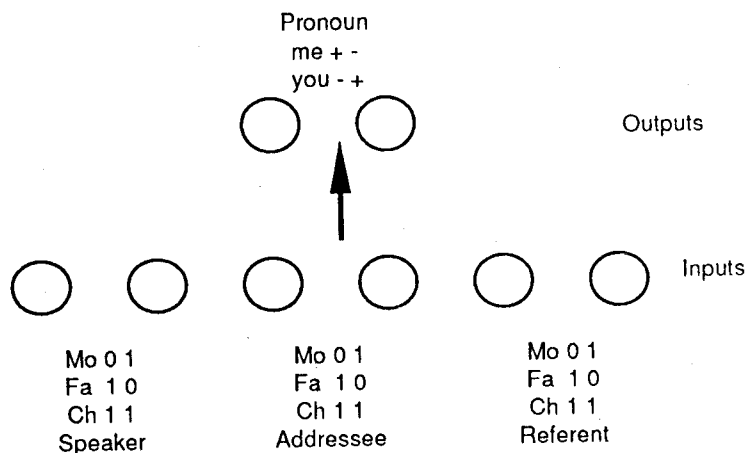 Pronoun
me + -
you - +
Outputs
Inputs
Mo 0 1
Fa 1 0
Ch 1 1
Speaker
Mo 0 1
Fa 1 0
Ch 1 1
Addressee
Mo 0 1
Fa 1 0
Ch 1 1
Referent